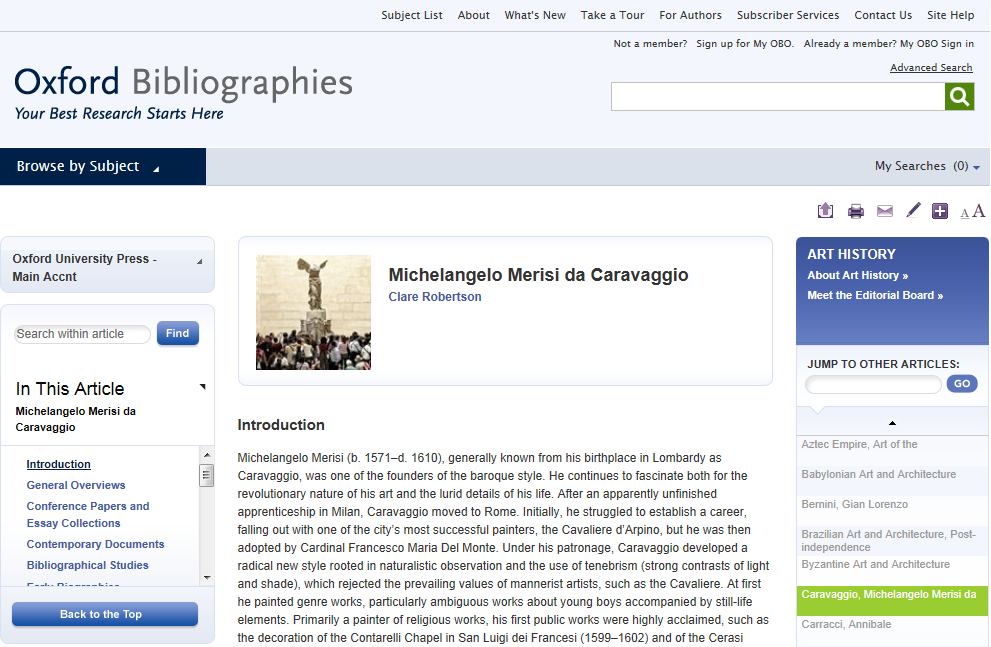 Subject List About What's New Take a Tour For Authors Subscriber Services Contact Us Site Help
Not a member? Sign up for My OBO. Already a member? My OBO Sign in
Advanced Search
Oxford Bibliographies
Your Best Research Starts Here
Browse by Subject
My Searches (0)
A A
Oxford University Press -
Main Accnt
Search within article Find
In This Article
Michelangelo Merisi da
Caravaggio
Introduction
General Overviews
Conference Papers and
Essay Collections
Contemporary Documents
Bibliographical Studies
Early Biographies
Back to the Top
Michelangelo Merisi da Caravaggio
Clare Robertson
Introduction
Michelangelo Merisi (b. 1571–d. 1610), generally known from his birthplace in Lombardy as
Caravaggio, was one of the founders of the baroque style. He continues to fascinate both for the
revolutionary nature of his art and the lurid details of his life. After an apparently unfinished
apprenticeship in Milan, Caravaggio moved to Rome. Initially, he struggled to establish a career,
falling out with one of the city's most successful painters, the Cavaliere d'Arpino, but he was then
adopted by Cardinal Francesco Maria Del Monte. Under his patronage, Caravaggio developed a
radical new style rooted in naturalistic observation and the use of tenebrism (strong contrasts of light
and shade), which rejected the prevailing values of mannerist artists, such as the Cavaliere. At first
he painted genre works, particularly ambiguous works about young boys accompanied by still-life
elements. Primarily a painter of religious works, his first public works were highly acclaimed, such as
the decoration of the Contarelli Chapel in San Luigi dei Francesi (1599–1602) and of the Cerasi
ART HISTORY
About Art History »
Meet the Editorial Board »
JUMP TO OTHER ARTICLES:
GO
Aztec Empire, Art of the
Babylonian Art and Architecture
Bernini, Gian Lorenzo
Brazilian Art and Architecture, Post-
independence
Byzantine Art and Architecture
Caravaggio, Michelangelo Merisi da
Carracci, Annibale